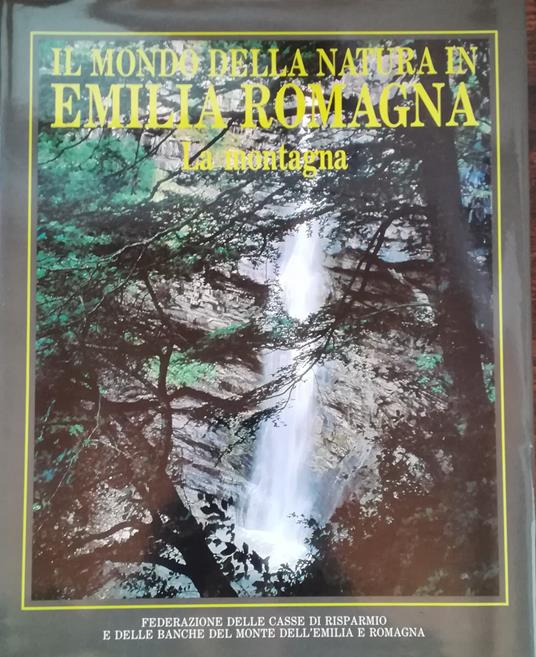 IL MONDO DELLA NATURA IN
EMILIA ROMAGNA
La montagna
FEDERAZIONE DELLE CASSE DI RISPARMIO
E DELLE BANCHE DEL MONTE DELL'EMILIA E ROMAGNA